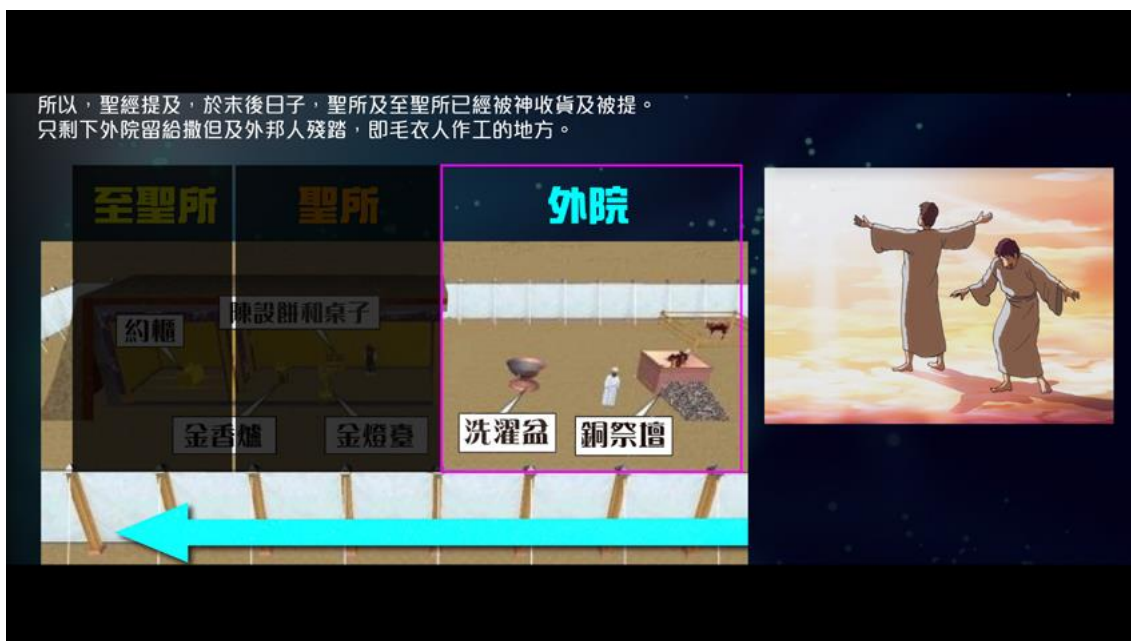 所以，聖經提及，於末後日子，聖所及至聖所已經被神收貨及被提。
只剩下外院留給撒但及外邦人殘踏，即毛衣人作工的地方。
至聖所
聖所
外院
約櫃
陳設餅和桌子
金香爐
金燈臺
洗濯盆
銅祭壇